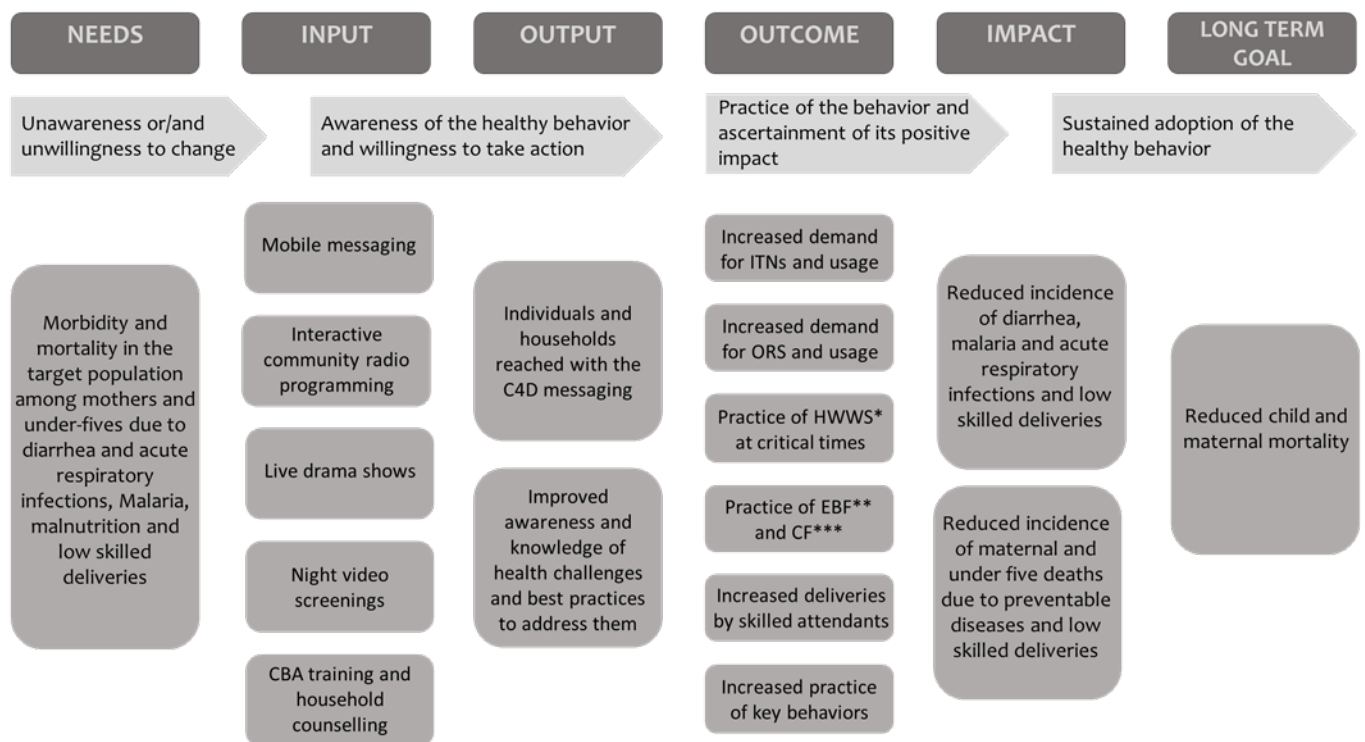 NEEDS
INPUT
OUTPUT
OUTCOME
IMPACT
LONG TERM
GOAL
Unawareness or/and
unwillingness to change
Awareness of the healthy behavior
and willingness to take action
Practice of the behavior and
ascertainment of its positive
impact
Sustained adoption of the
healthy behavior
Morbidity and
mortality in the
target population
among mothers and
under-fives due to
diarrhea and acute
respiratory
infections, Malaria,
malnutrition and
low skilled
deliveries
Mobile messaging
Interactive
community radio
programming
Live drama shows
Night video
screenings
CBA training and
household
counselling
Individuals and
households
reached with the
C4D messaging
Improved
awareness and
knowledge of
health challenges
and best practices
to address them
Increased demand
for ITNs and usage
Increased demand
for ORS and usage
Practice of HWWS*
at critical times
Practice of EBF**
and CF***
Increased deliveries
by skilled attendants
Increased practice
of key behaviors
Reduced incidence
of diarrhea,
malaria and acute
respiratory
infections and low
skilled deliveries
Reduced incidence
of maternal and
under five deaths
due to preventable
diseases and low
skilled deliveries
Reduced child and
maternal mortality